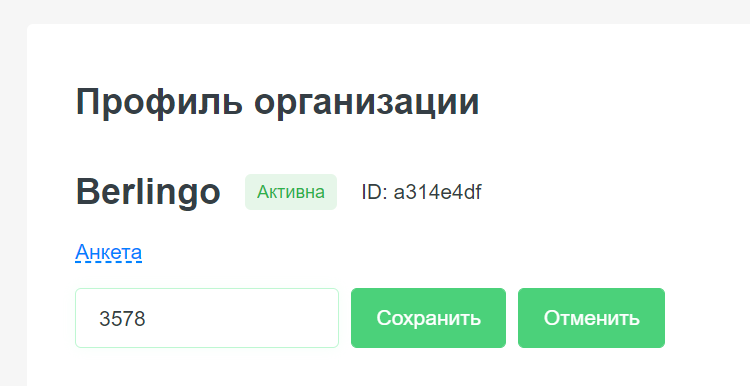 Профиль организации
Berlingo Активна ID: a314e4df
Анкета
3578 Сохранить Отменить